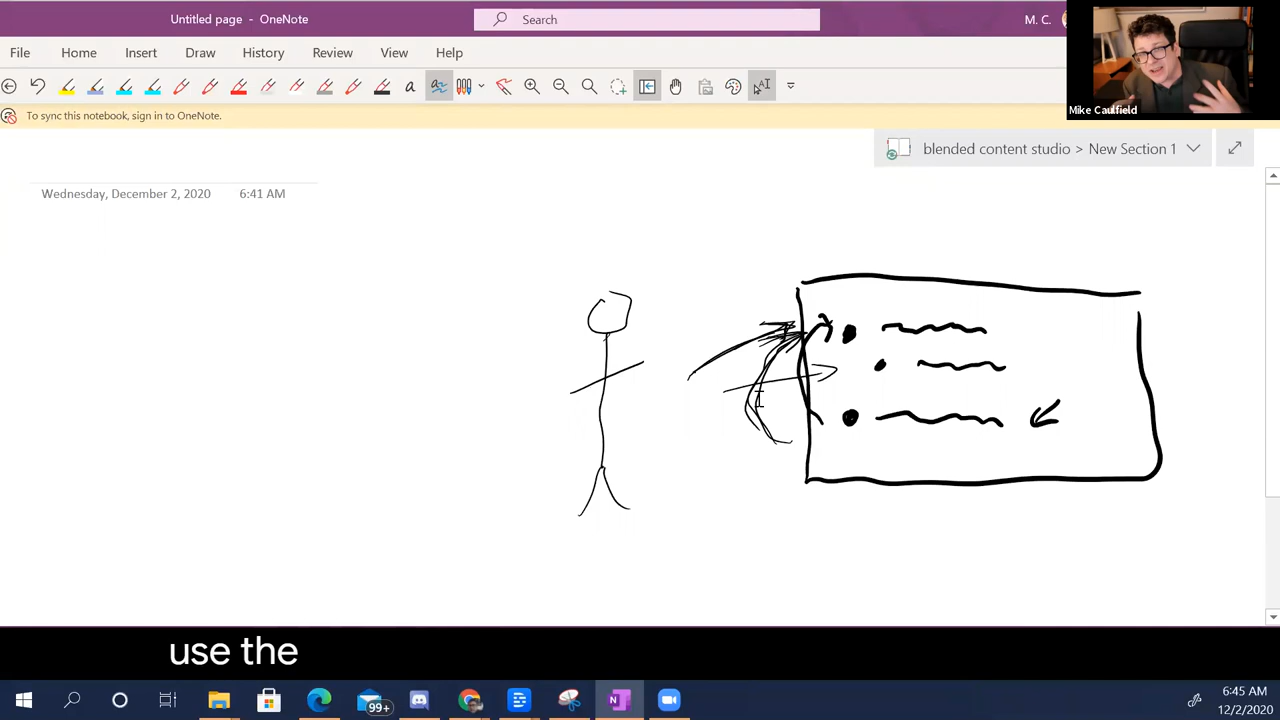 Untitled page - OneNote
Search
M. C.
Mike Caulfield
File Home Insert Draw History Review View Help
To sync this notebook, sign in to OneNote.
blended content studio > New Section 1
Wednesday, December 2, 2020 6:41 AM
use the
99+
6:45 AM
12/2/2020